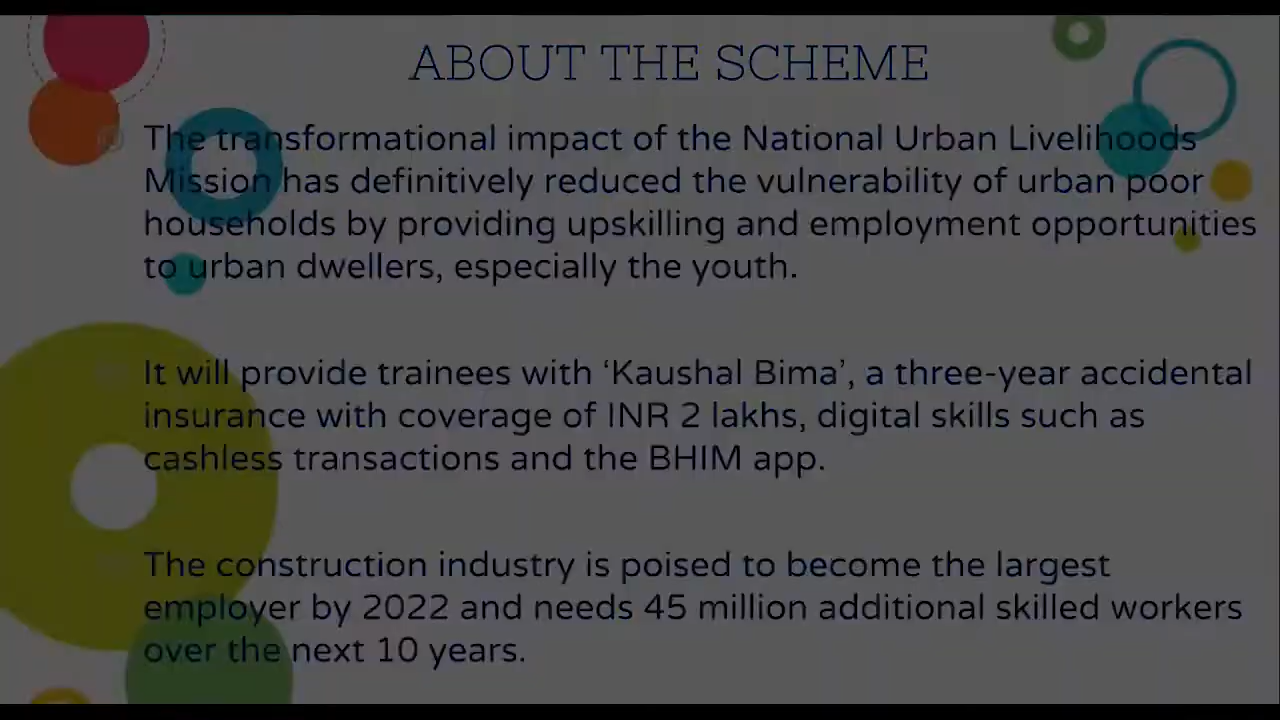 ABOUT THE SCHEME
The transformational impact of the National Urban Livelihoods
Mission has definitively reduced the vulnerability of urban poor
households by providing upskilling and employment opportunities
to urban dwellers, especially the youth.
It will provide trainees with ‘Kaushal Bima’, a three-year accidental
insurance with coverage of INR 2 lakhs, digital skills such as
cashless transactions and the BHIM app.
The construction industry is poised to become the largest
employer by 2022 and needs 45 million additional skilled workers
over the next 10 years.